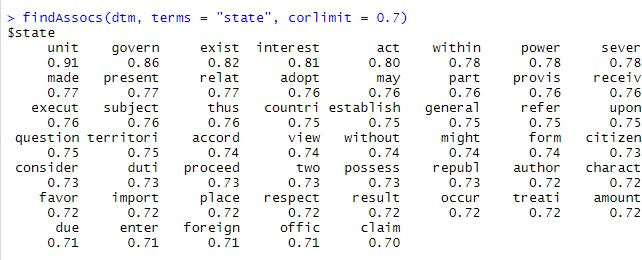 > findAssocs(dtm, terms = "state", corlimit = 0.7)
$state
unit govern exist interest act within power sever
0.91 0.86 0.82 0.81 0.80 0.78 0.78 0.78
made present relat adopt may part provis receiv
0.77 0.77 0.77 0.76 0.76 0.76 0.76 0.76
execut subject thus countri establish general refer upon
0.76 0.76 0.76 0.75 0.75 0.75 0.75 0.75
question territori accord view without might form citizen
0.75 0.75 0.74 0.74 0.74 0.74 0.74 0.73
consider duti proceed two possess republ author charact
0.73 0.73 0.73 0.73 0.73 0.73 0.72 0.72
favor import place respect result occur treati amount
0.72 0.72 0.72 0.72 0.72 0.72 0.72 0.72
due enter foreign offic claim
0.71 0.71 0.71 0.71 0.70